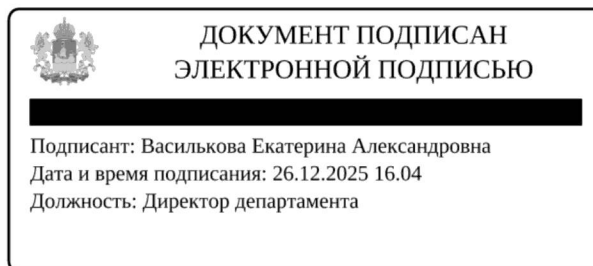 ДОКУМЕНТ ПОДПИСАН
ЭЛЕКТРОННОЙ ПОДПИСЬЮ
Подписант: Василькова Екатерина Александровна
Дата и время подписания: 26.12.2025 16.04
Должность: Директор департамента